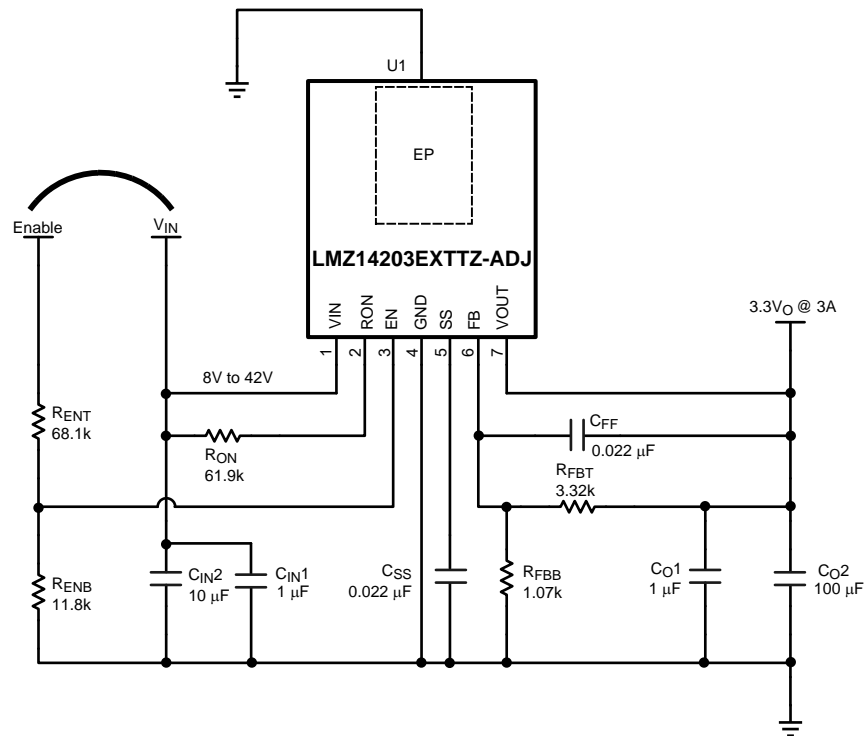 U1
EP
Enable
VIN
LMZ14203EXTTZ-ADJ
VIN
RON
EN
GND
SS
FB
VOUT
1
2
3
4
5
6
7
3.3VO @ 3A
8V to 42V
RENT
68.1k
RON
61.9k
CFF
0.022 μF
RFBT
3.32k
RENB
11.8k
CIN2
10 μF
CIN1
1 μF
CSS
0.022 μF
RFBB
1.07k
CO1
1 μF
CO2
100 μF